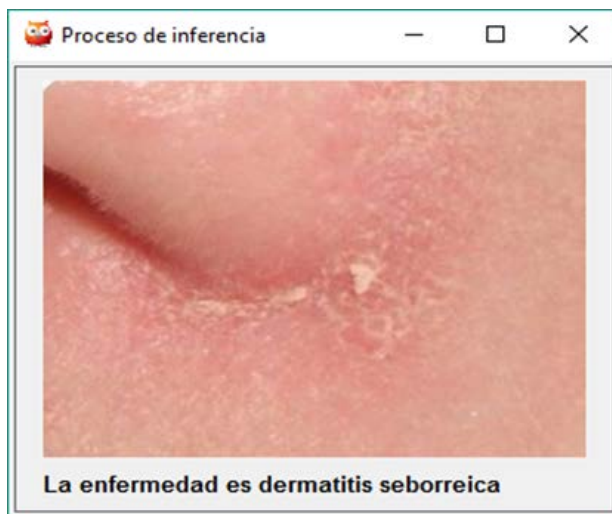 Proceso de inferencia
La enfermedad es dermatitis seborreica